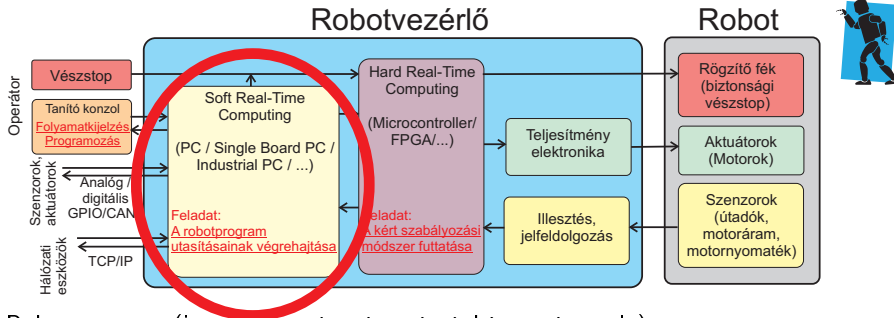 Robotvezérlő
Robot
Operátor
Vészstop
Tanító konzol
Folyamatkijelzés
Programozás
Szenzorok,
aktuátorok
Analóg /
digitális
GPIO/CAN
Hálózati
eszközök
TCP/IP
Soft Real-Time
Computing
(PC / Single Board PC /
Industrial PC / ...)
Feladat:
A robotprogram
utasításainak végrehajtása
Hard Real-Time
Computing
(Microcontroller/
FPGA/...)
Feladat:
A kért szabályozási
módszer futtatása
Teljesítmény
elektronika
Illesztés,
jelfeldolgozás
Rögzítő fék
(biztonsági
vészstop)
Aktuátorok
(Motorok)
Szenzorok
(útadók,
motoráram,
motornyomaték)